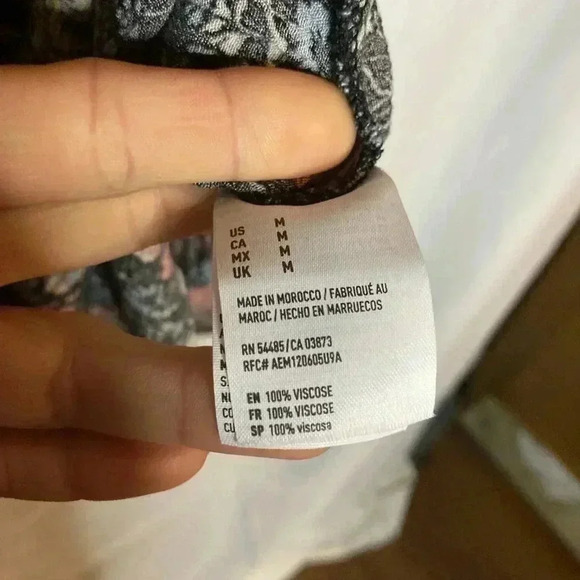 US M
CA M
MX M
UK M
MADE IN MOROCCO / FABRIQUÉ AU
MAROC / HECHO EN MARRUECOS
RN 54485/CA 03873
RFC# AEM120605U9A
EN 100% VISCOSE
FR 100% VISCOSE
SP 100% viscosa